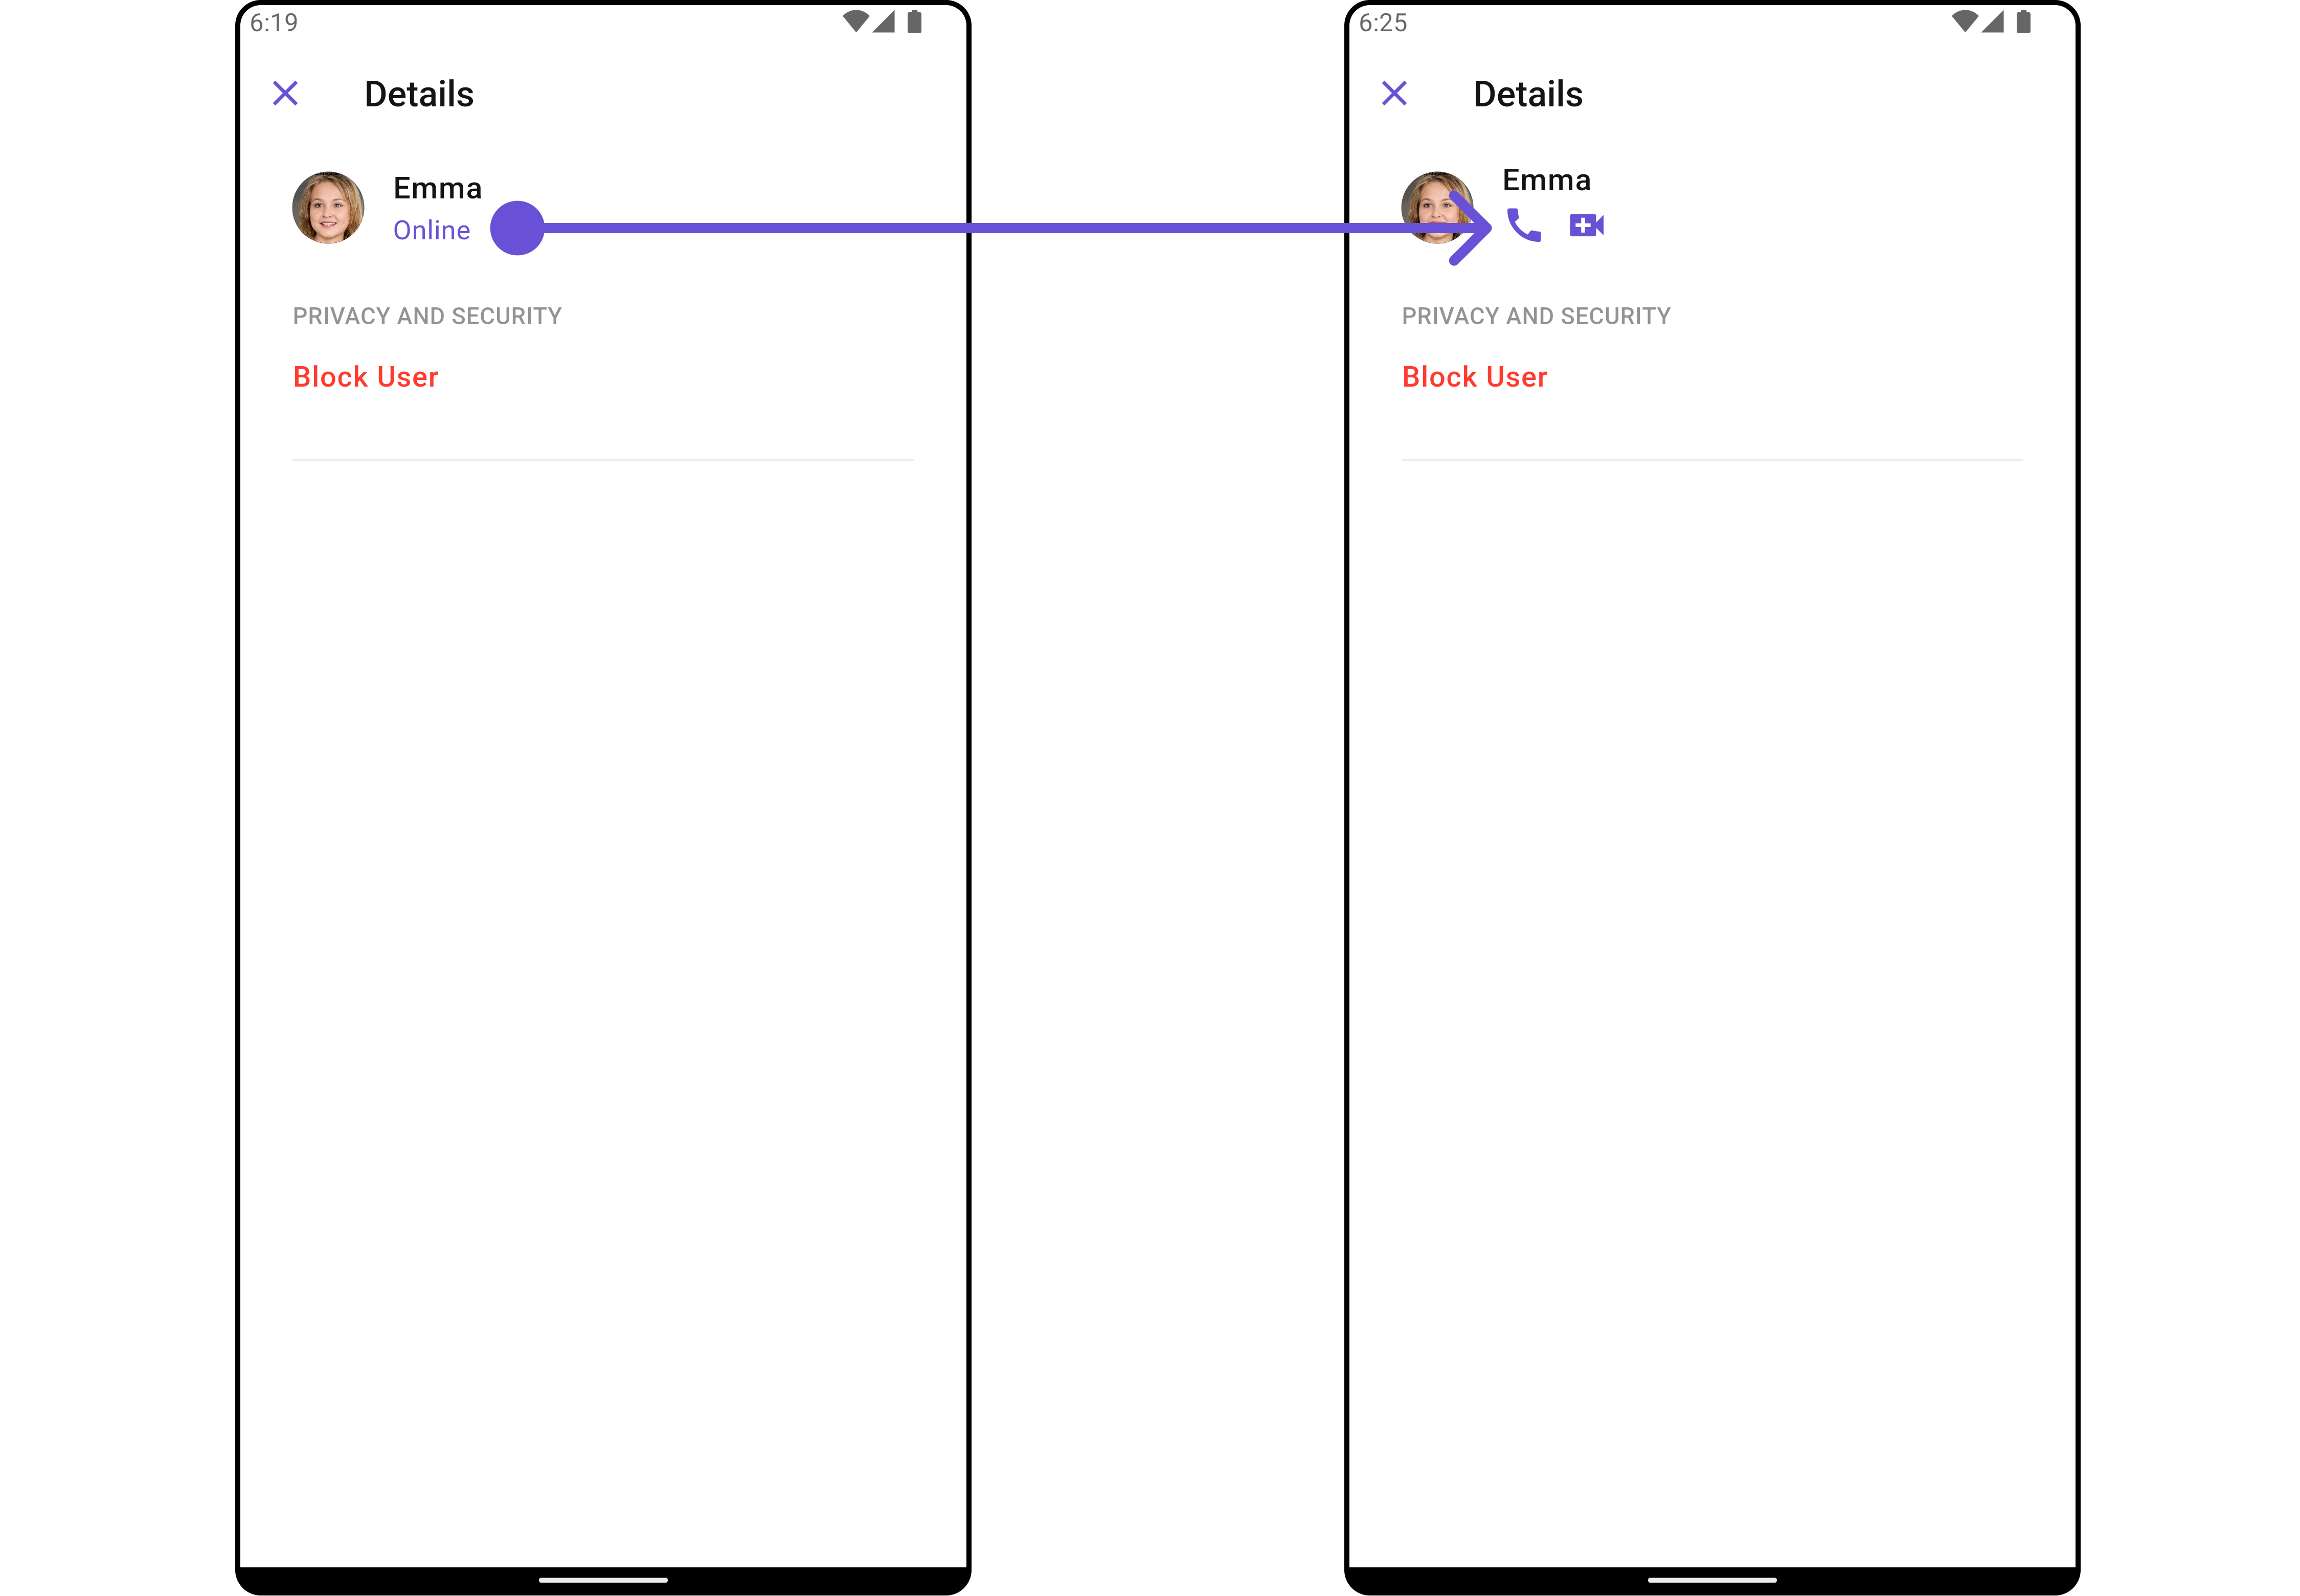 6:19
Details
Emma
Online
PRIVACY AND SECURITY
Block User
6:25
Details
Emma
PRIVACY AND SECURITY
Block User